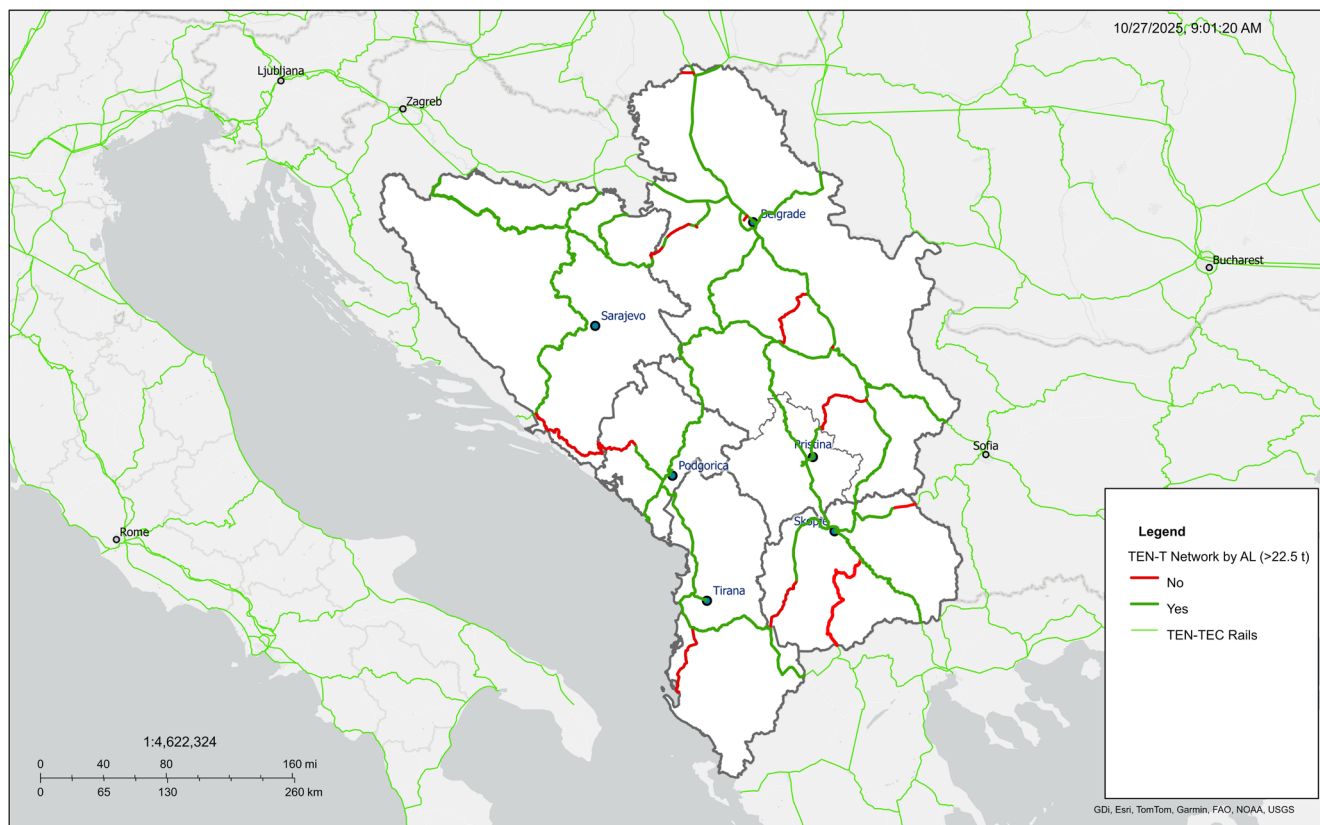 10/27/2025, 9:01:20 AM
Ljubljana
Zagreb
Belgrade
Bucharest
Sarajevo
Sofia
Pristina
Podgorica
Skopje
Rome
Tirana
Legend
TEN-T Network by AL (>22.5 t)
No
Yes
TEN-TEC Rails
1:4,622,324
0 40 80 160 mi
0 65 130 260 km
GDi, Esri, TomTom, Garmin, FAO, NOAA, USGS